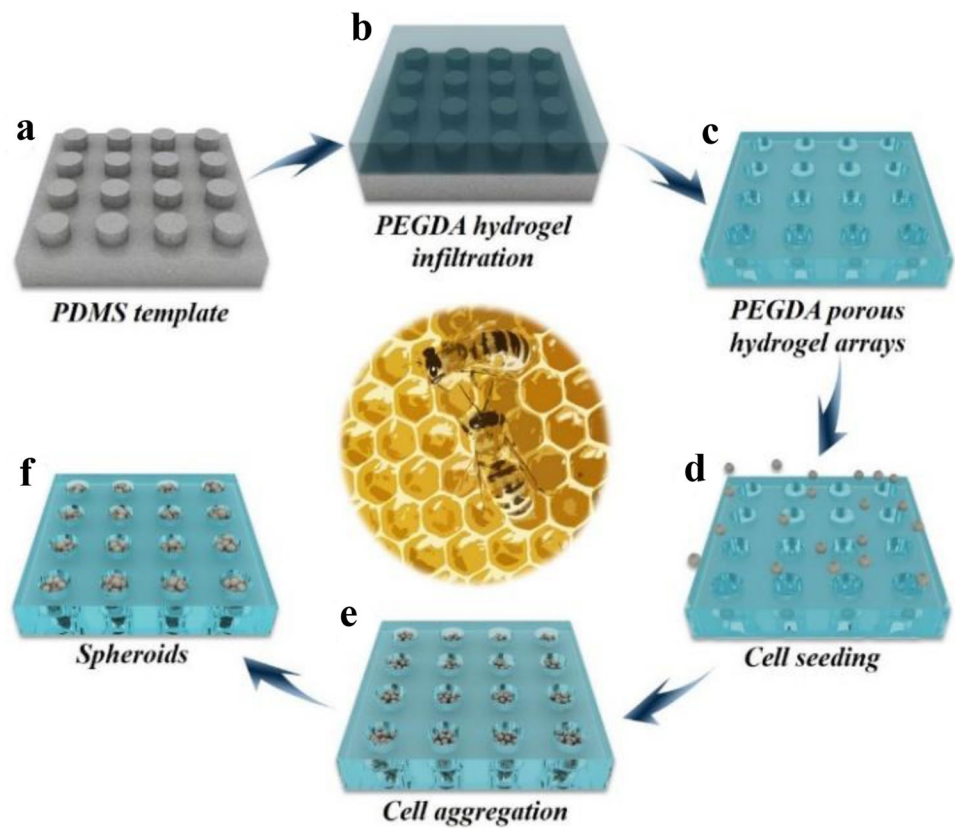 a
PDMS template
b
PEGDA hydrogel
infiltration
c
PEGDA porous
hydrogel arrays
d
Cell seeding
e
Cell aggregation
f
Spheroids